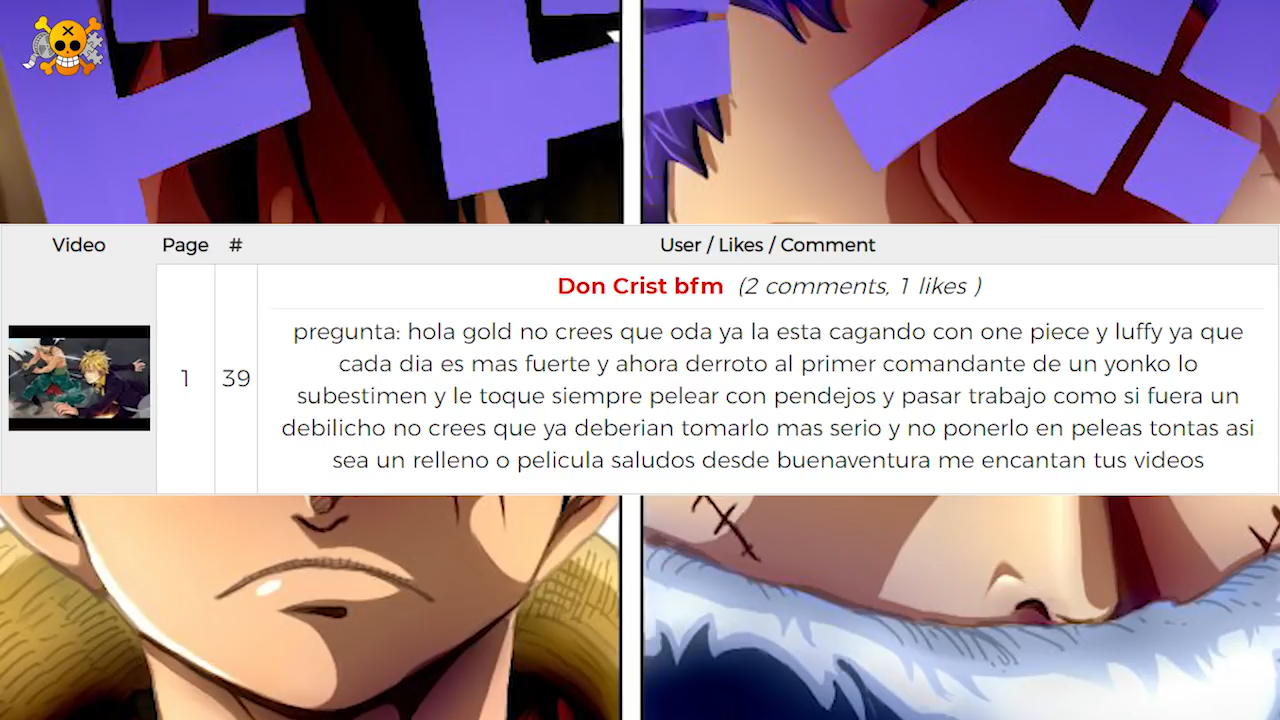 Video Page # User / Likes / Comment
Don Crist bfm (2 comments, 1 likes )
pregunta: hola gold no crees que oda ya la esta cagando con one piece y luffy ya que
1 39
cada dia es mas fuerte y ahora derroto al primer comandante de un yonko lo
subestimen y le toque siempre pelear con pendejos y pasar trabajo como si fuera un
debilicho no crees que ya deberian tomarlo mas serio y no ponerlo en peleas tontas asi
sea un relleno o pelicula saludos desde buenaventura me encantan tus videos